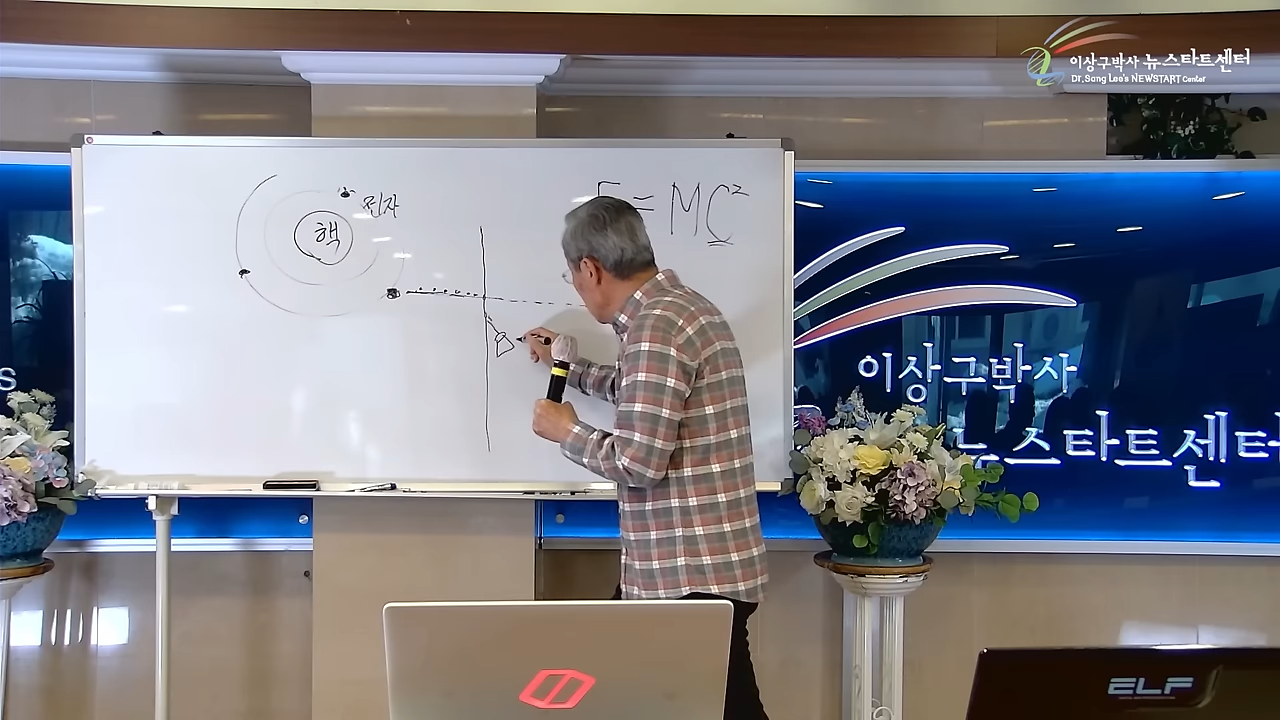 이상구박사 뉴스타트센터
Dr.Sang Lee's NEWSTART Center
전자
핵
= MC²
이상구박사
뉴스타트센터
s
ELF